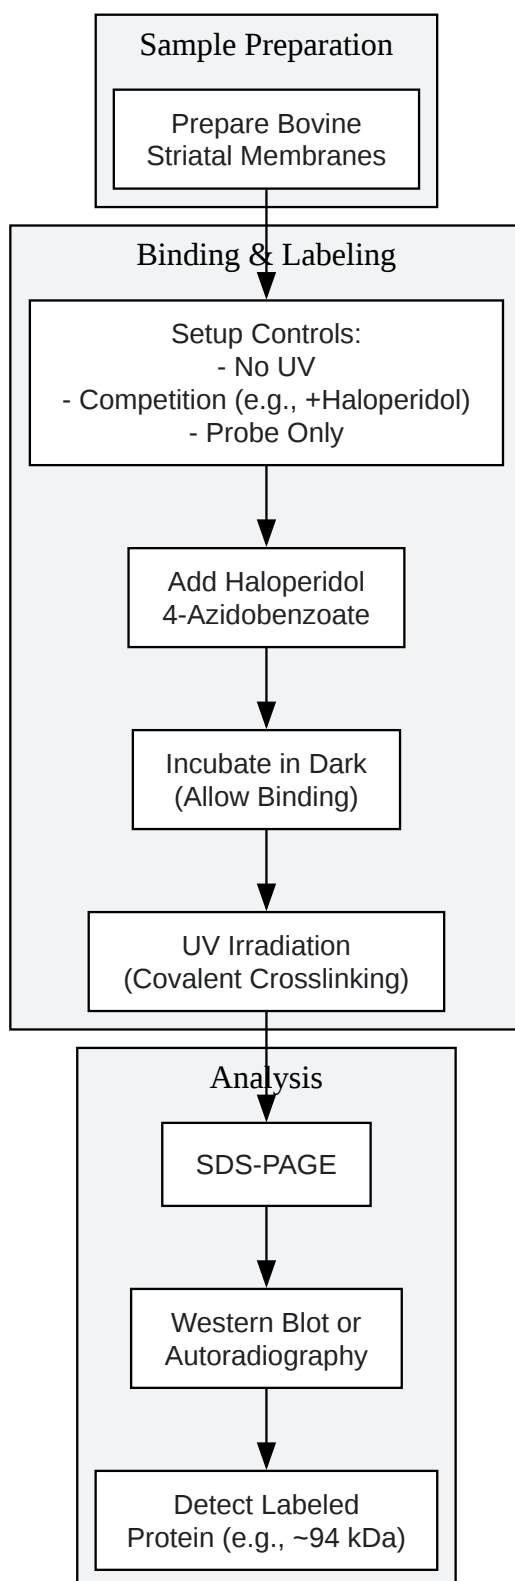 Sample Preparation
Prepare Bovine
Striatal Membranes
Binding & Labeling
Setup Controls:
- No UV
- Competition (e.g., +Haloperidol)
- Probe Only
Add Haloperidol
4-Azidobenzoate
Incubate in Dark
(Allow Binding)
UV Irradiation
(Covalent Crosslinking)
Analysis
SDS-PAGE
Western Blot or
Autoradiography
Detect Labeled
Protein (e.g., ~94 kDa)